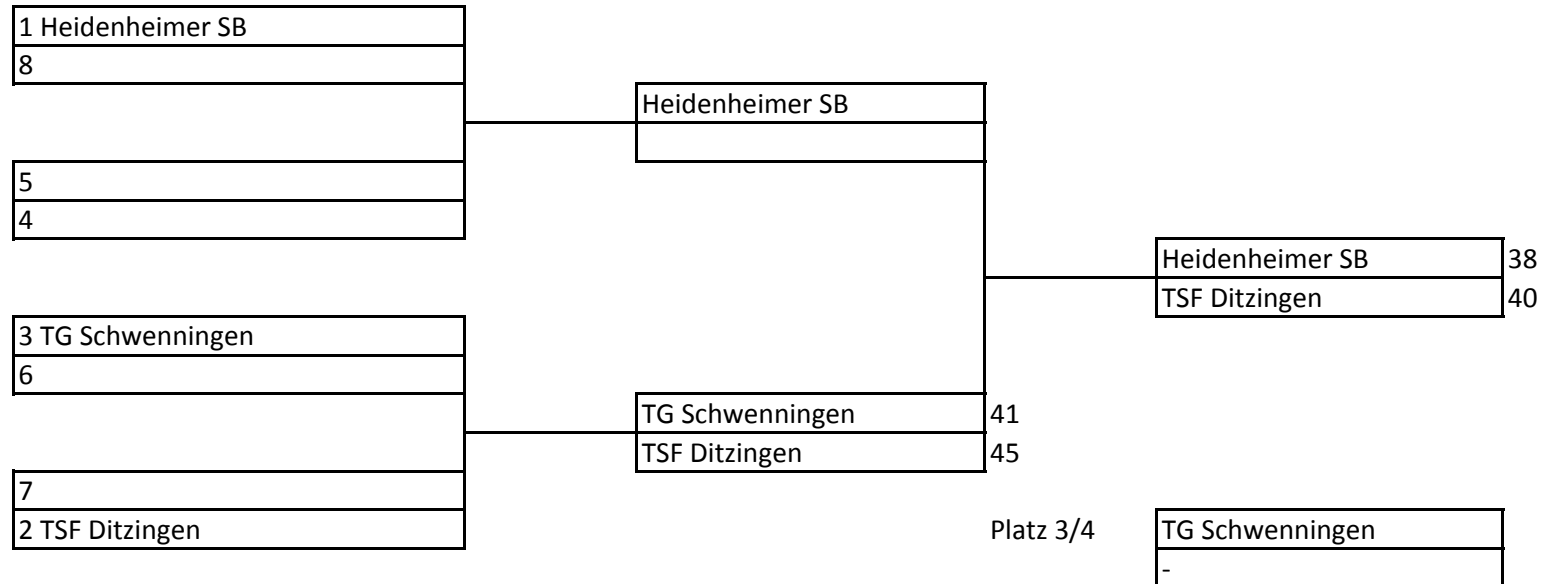 1 Heidenheimer SB
8
Heidenheimer SB
5
4
Heidenheimer SB 38
TSF Ditzingen 40
3 TG Schwenningen
6
TG Schwenningen 41
TSF Ditzingen 45
7
2 TSF Ditzingen
Platz 3/4 TG Schwenningen
-